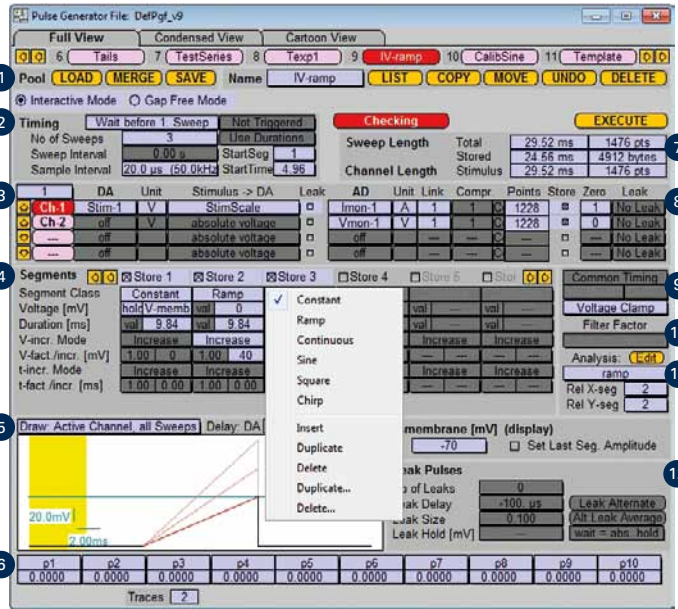 Pulse Generator File: DefPgf_v9
Full View Condensed View Cartoon View
6 Tails 7 TestSeries 8 Texp1 9 IV-ramp 10 CalibSine 11 Template
1 Pool LOAD MERGE SAVE Name IV-ramp LIST COPY MOVE UNDO DELETE
Interactive Mode Gap Free Mode
2 Timing Wait before 1. Sweep Not Triggered Checking EXECUTE
No of Sweeps 3 Use Durations Sweep Length Total 29.52 ms 1476 pts 7
Sweep Interval 0.00 s StartSeg 1 Stored 24.56 ms 4912 bytes
Sample Interval 20.0 µs (50.0kHz StartTime 4.96 Channel Length Stimulus 29.52 ms 1476 pts
3 1 DA Unit Stimulus -> DA Leak AD Unit Link Compr. Points Store Zero Leak 8
Ch-1 Stim-1 V StimScale Imon-1 A 1 1 C 1228 1 No Leak
Ch-2 off V absolute voltage Vmon-1 V 1 1 C 1228 0 No Leak
--- off absolute voltage off --- --- C --- --- No Leak
--- off absolute voltage off --- --- C --- --- No Leak
4 Segments Store 1 Store 2 Store 3 Store 4 Store 5 Stor Common Timing 9
Segment Class Constant Ramp
Voltage [mV] hold V-memb val 0 val --- val --- Voltage Clamp
Duration [ms] val 9.84 val 9.84 val --- val --- Filter Factor
V-incr. Mode Increase Increase Increase Increase
V-fact./incr. [mV] 1.00 0 1.00 40 --- --- --- --- Analysis: Edit
t-incr. Mode Increase Increase Increase Increase ramp
t-fact./incr. [ms] 1.00 0.00 1.00 0.00 --- --- --- --- Rel X-seg 2
Rel Y-seg 2
Constant
Ramp
Continuous
Sine
Square
Chirp
Insert
Duplicate
Delete
Duplicate...
Delete...
5 Draw: Active Channel, all Sweeps Delay: DA membrane [mV] (display)
-70 Set Last Seg. Amplitude
eak Pulses
o of Leaks 0
eak Delay -100. µs Leak Alternate
eak Size 0.100 Alt. Leak Average
Leak Hold [mV] --- wait = abs. hold
20.0mV
2.00ms
6 p1 p2 p3 p4 p5 p6 p7 p8 p9 p10
0.0000 0.0000 0.0000 0.0000 0.0000 0.0000 0.0000 0.0000 0.0000 0.0000
Traces 2